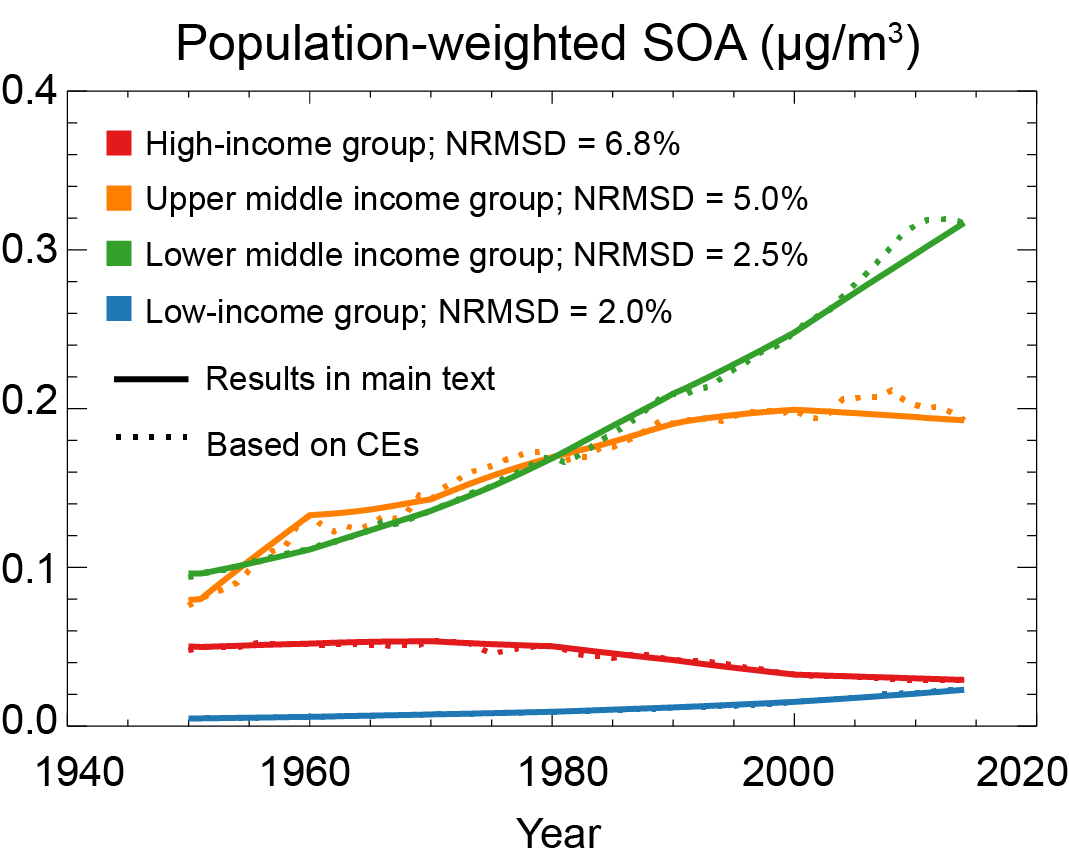 Population-weighted SOA (μg/m³)
0.4
High-income group; NRMSD = 6.8%
Upper middle income group; NRMSD = 5.0%
0.3
Lower middle income group; NRMSD = 2.5%
Low-income group; NRMSD = 2.0%
Results in main text
0.2
Based on CEs
0.1
0.0
1940 1960 1980 2000 2020
Year